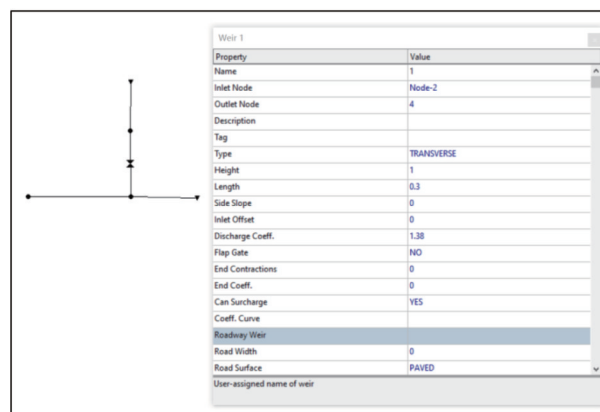 Weir 1
Property Value
Name 1
Inlet Node Node-2
Outlet Node 4
Description
Tag
Type TRANSVERSE
Height 1
Length 0.3
Side Slope 0
Inlet Offset 0
Discharge Coeff. 1.38
Flap Gate NO
End Contractions 0
End Coeff. 0
Can Surcharge YES
Coeff. Curve
Roadway Weir
Road Width 0
Road Surface PAVED
User-assigned name of weir